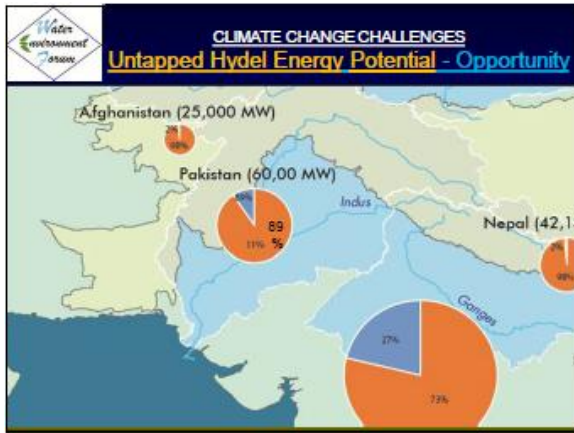 Water
Environment
Forum
CLIMATE CHANGE CHALLENGES
Untapped Hydel Energy Potential - Opportunity
Afghanistan (25,000 MW)
2%
98%
Pakistan (60,00 MW)
89
%
11%
Indus
Nepal (42,1
2%
98%
Ganges
27%
73%